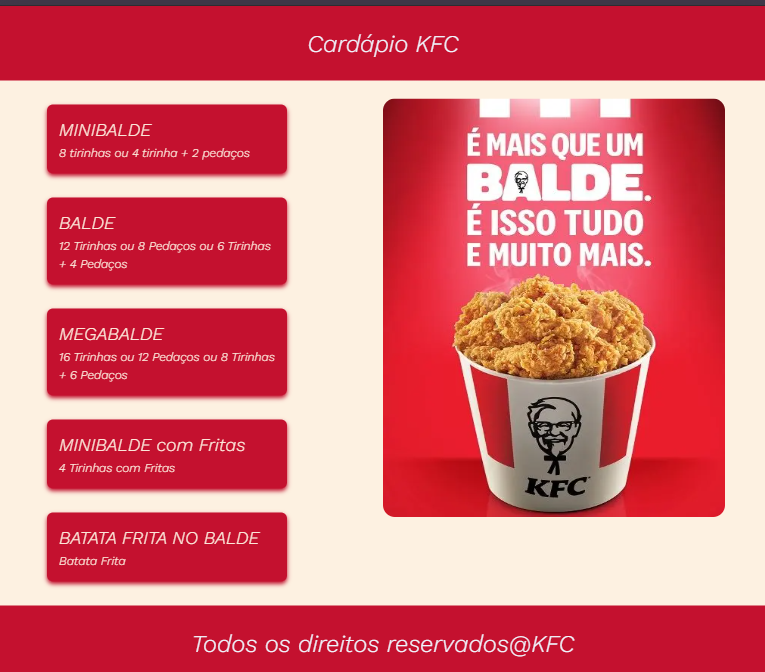 Cardápio KFC
MINIBALDE
8 tirinhas ou 4 tirinha + 2 pedaços
BALDE
12 Tirinhas ou 8 Pedaços ou 6 Tirinhas
+ 4 Pedaços
MEGABALDE
16 Tirinhas ou 12 Pedaços ou 8 Tirinhas
+ 6 Pedaços
MINIBALDE com Fritas
4 Tirinhas com Fritas
BATATA FRITA NO BALDE
Batata Frita
É MAIS QUE UM
BALDE.
É ISSO TUDO
E MUITO MAIS.
KFC
Todos os direitos reservados@KFC